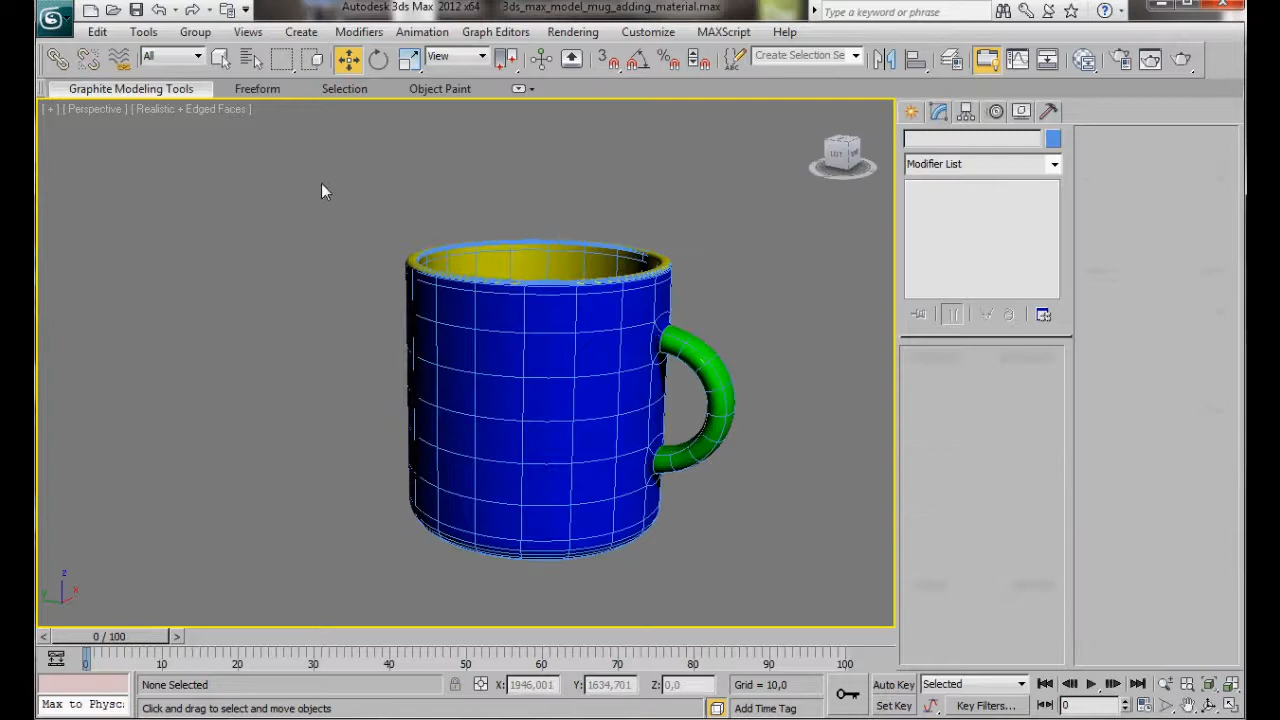 Autodesk 3ds Max 2012 x64 3ds_max_model_mug_adding_material.max Type a keyword or phrase
Edit Tools Group Views Create Modifiers Animation Graph Editors Rendering Customize MAXScript Help
All View 3 Create Selection Se
Graphite Modeling Tools Freeform Selection Object Paint
[ + ] [ Perspective ] [ Realistic + Edged Faces ]
Modifier List
z
y x
0 / 100
0 10 20 30 40 50 60 70 80 90 100
None Selected X: 1946,001 Y: 1634,701 Z: 0,0 Grid = 10,0 Auto Key Selected
Max to Physc: Click and drag to select and move objects Add Time Tag Set Key Key Filters... 0